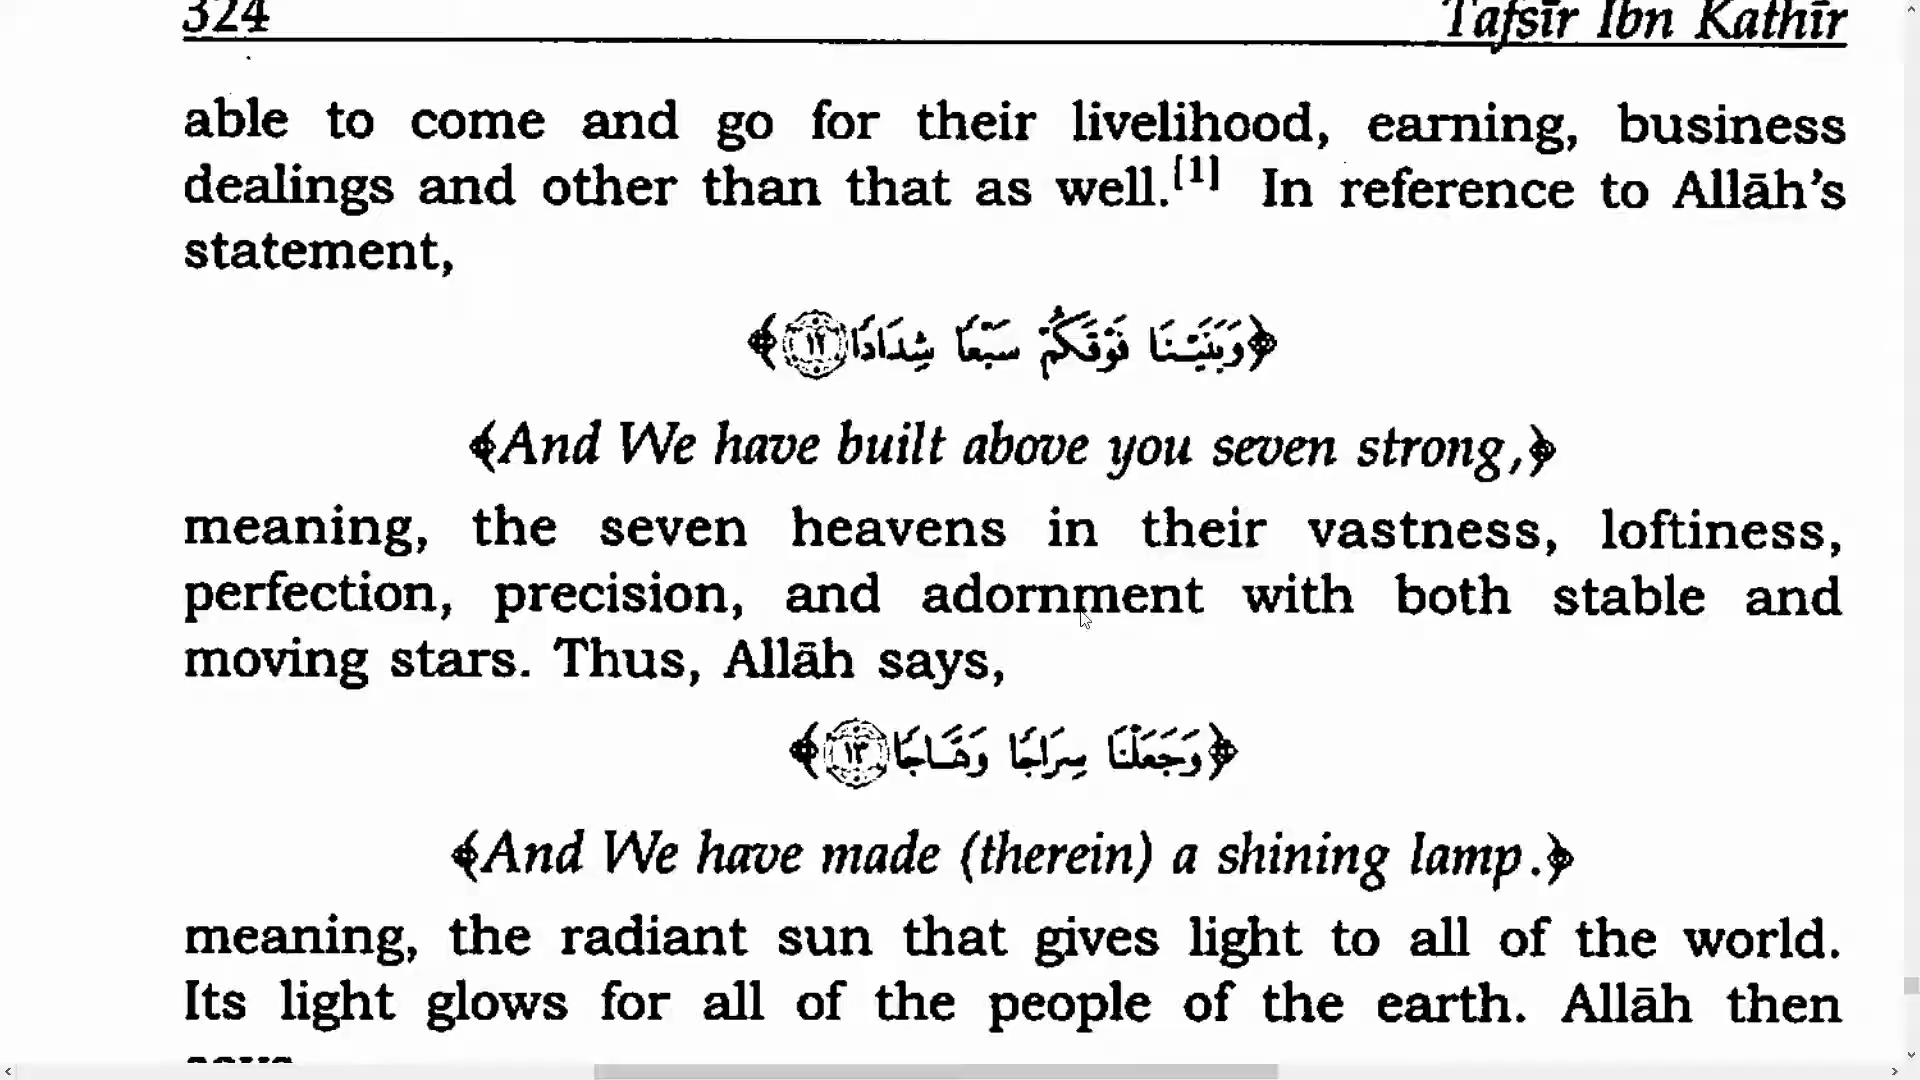 324 Tafsīr Ibn Kathīr
able to come and go for their livelihood, earning, business
dealings and other than that as well.[1] In reference to Allāh's
statement,
﴿وَبَنَيْنَا فَوْقَكُمْ سَبْعًا شِدَادًا ١٢﴾
﴾And We have built above you seven strong,﴿
meaning, the seven heavens in their vastness, loftiness,
perfection, precision, and adornment with both stable and
moving stars. Thus, Allāh says,
﴿وَجَعَلْنَا سِرَاجًا وَهَّاجًا ١٣﴾
﴾And We have made (therein) a shining lamp.﴿
meaning, the radiant sun that gives light to all of the world.
Its light glows for all of the people of the earth. Allāh then